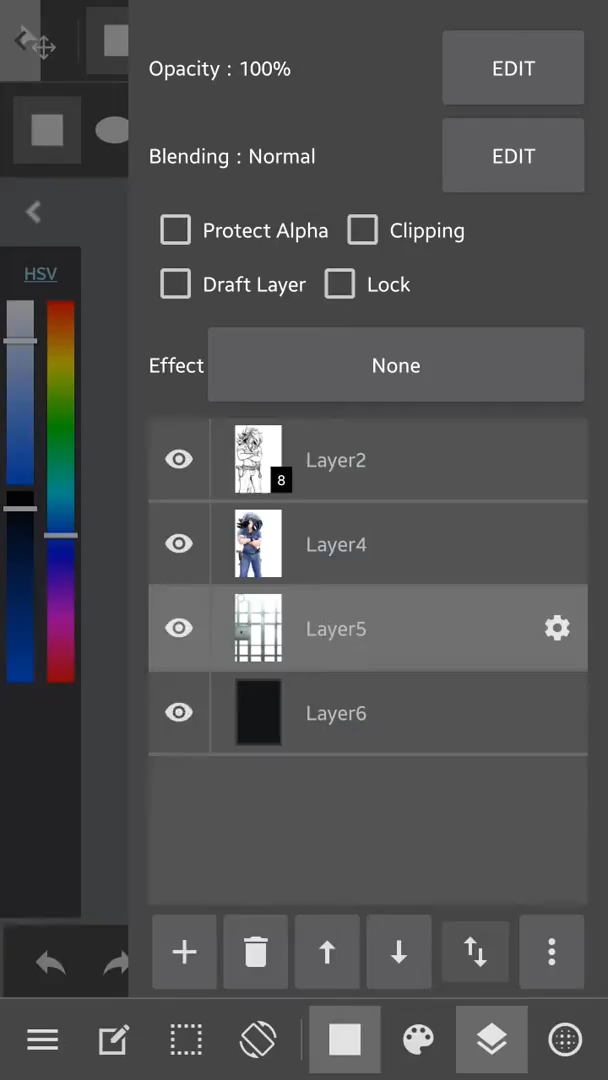 Opacity : 100%
EDIT
Blending : Normal
EDIT
Protect Alpha
Clipping
HSV
Draft Layer
Lock
Effect
None
Layer2
8
Layer4
Layer5
Layer6